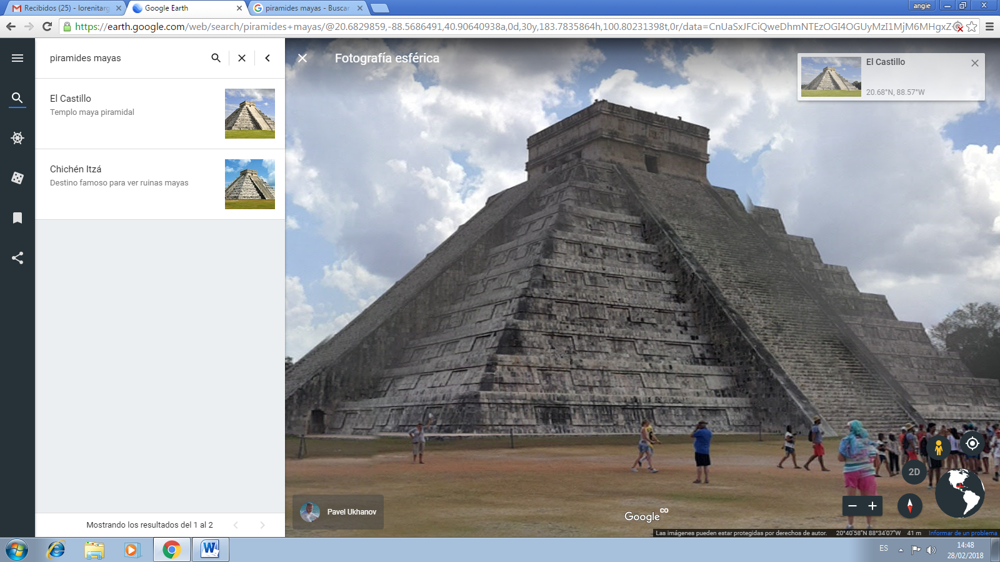 Recibidos (25) - lorenitarg
Google Earth
piramides mayas - Buscar
angie
https://earth.google.com/web/search/piramides+mayas/@20.6829859,-88.5686491,40.90640938a,0d,30y,183.7835864h,100.80231398t,0r/data=CnUaSxJFCiQweDhmNTEzOGI4OGUyMzI1MjM6MHgxZ
piramides mayas
Fotografía esférica
El Castillo
20.68°N, 88.57°W
El Castillo
Templo maya piramidal
Chichén Itzá
Destino famoso para ver ruinas mayas
2D
Pavel Ukhanov
Google
CO
Mostrando los resultados del 1 al 2
Las imágenes pueden estar protegidas por derechos de autor. 20°40'58"N 88°34'07"W 41 m Informar de un problema
ES
14:48
28/02/2018